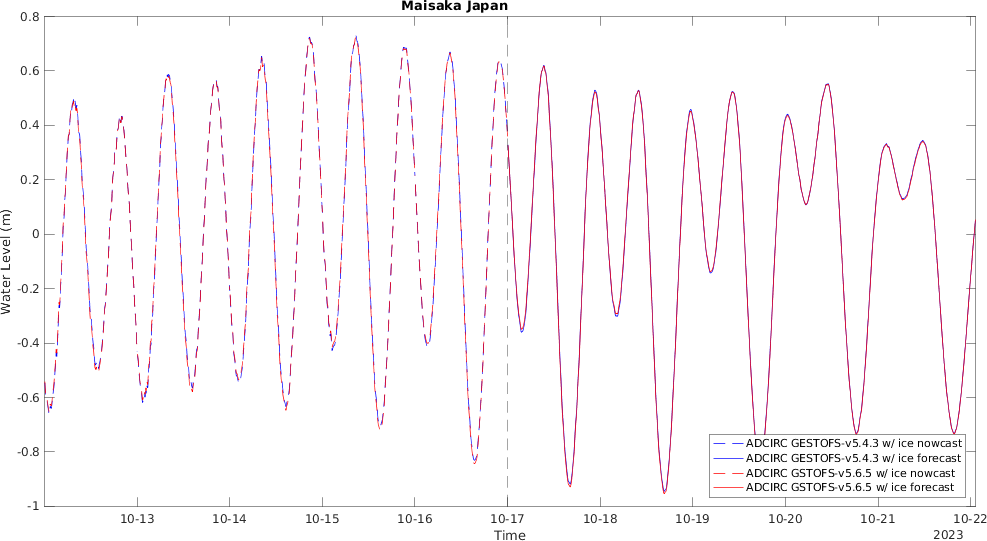 Maisaka Japan
0.8
0.6
0.4
0.2
0
-0.2
-0.4
-0.6
-0.8
-1
Water Level (m)
ADCIRC GESTOFS-v5.4.3 w/ ice nowcast
ADCIRC GESTOFS-v5.4.3 w/ ice forecast
ADCIRC GSTOFS-v5.6.5 w/ ice nowcast
ADCIRC GSTOFS-v5.6.5 w/ ice forecast
10-13 10-14 10-15 10-16 10-17 10-18 10-19 10-20 10-21 10-22
Time
2023